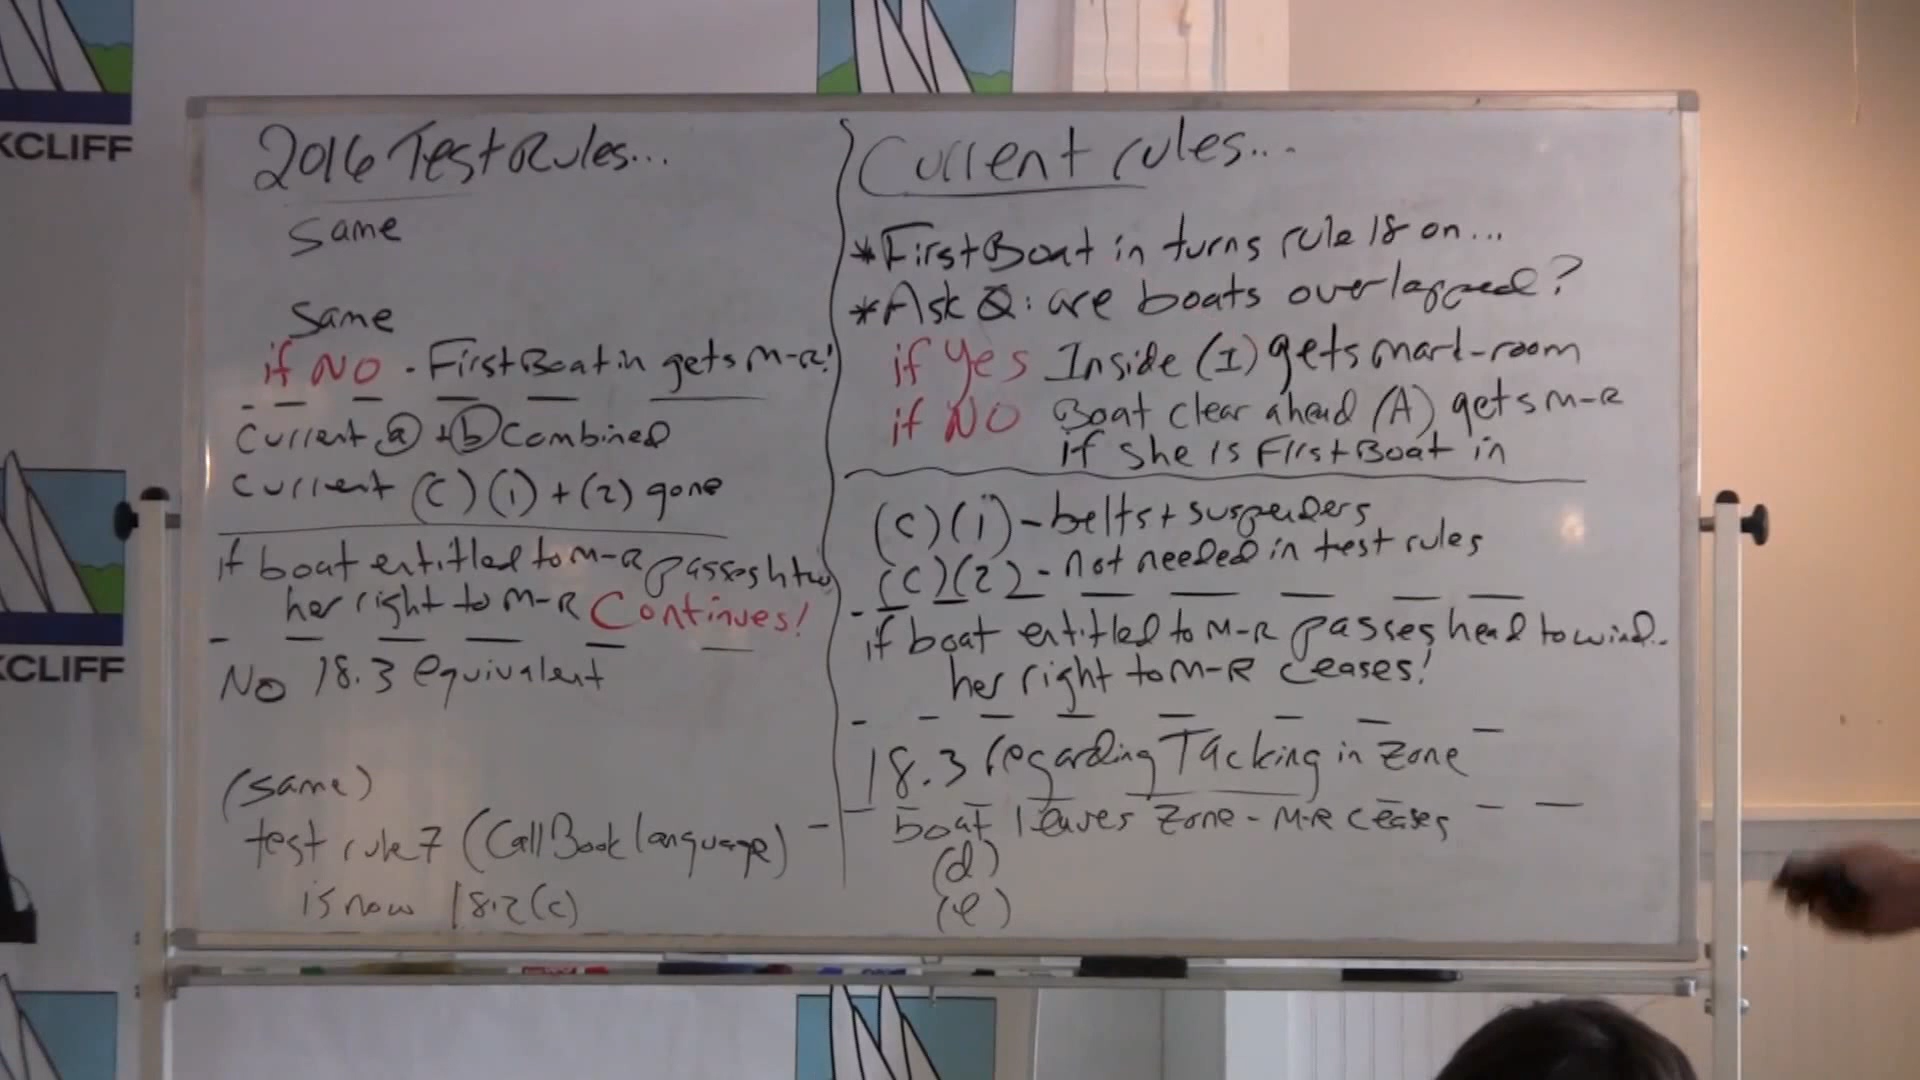 KCLIFF
KCLIFF
2016 Test Rules...
Same
Same
if NO - First Boat in gets M-R!
Current (a) + (b) Combined
Current (c)(1) + (2) gone
if boat entitled to M-R passes htw
her right to M-R Continues!
No 18.3 equivalent
(same)
test rule 7 (Call Book language)
is now 18.2(c)
Current rules...
*First Boat in turns rule 18 on...
*Ask Q: are boats overlapped?
if yes Inside (I) gets mark-room
if NO Boat clear ahead (A) gets M-R
if she is First Boat in
(c)(1) - belts + suspenders
(c)(2) - not needed in test rules
if boat entitled to M-R passes head to wind..
her right to M-R ceases!
18.3 regarding Tacking in zone
boat leaves zone - M-R ceases
(d)
(e)